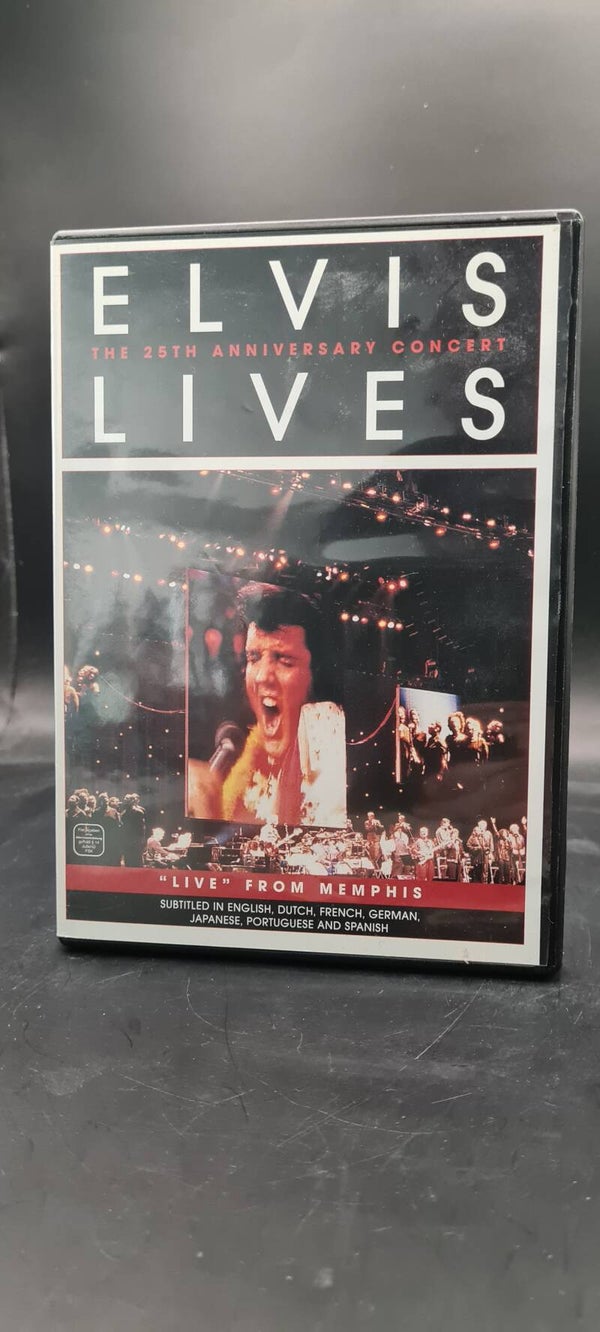 ELVIS
THE 25TH ANNIVERSARY CONCERT
LIVES
"LIVE" FROM MEMPHIS
SUBTITLED IN ENGLISH, DUTCH, FRENCH, GERMAN,
JAPANESE, PORTUGUESE AND SPANISH